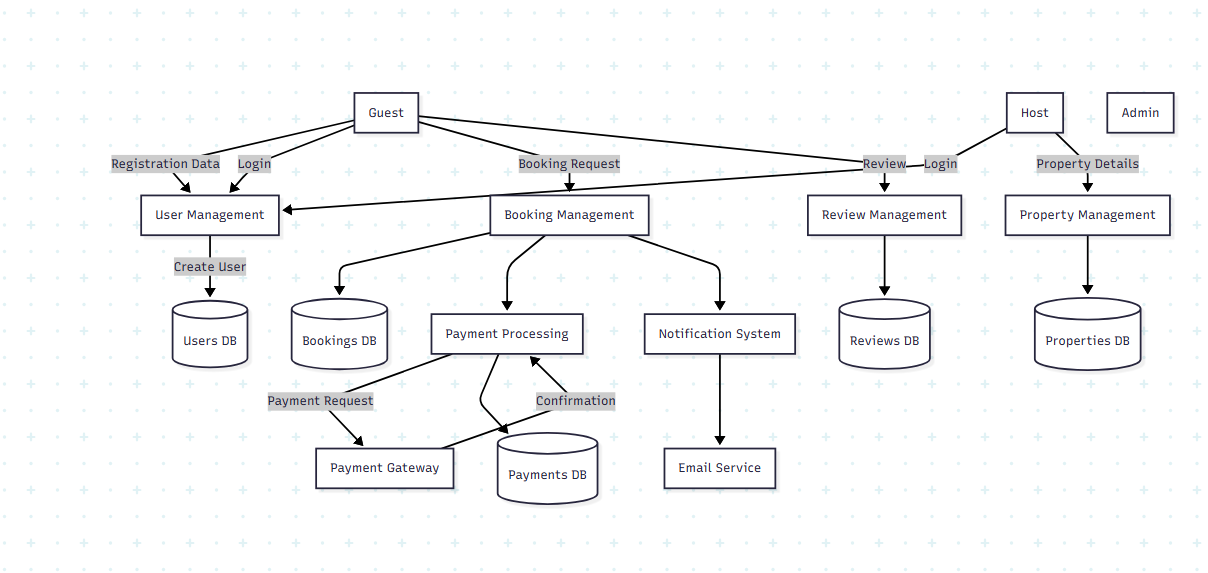 Guest
Host
Admin
Registration Data
Login
Booking Request
Review
Login
Property Details
User Management
Booking Management
Review Management
Property Management
Create User
Users DB
Bookings DB
Payment Processing
Notification System
Reviews DB
Properties DB
Payment Request
Confirmation
Payment Gateway
Payments DB
Email Service